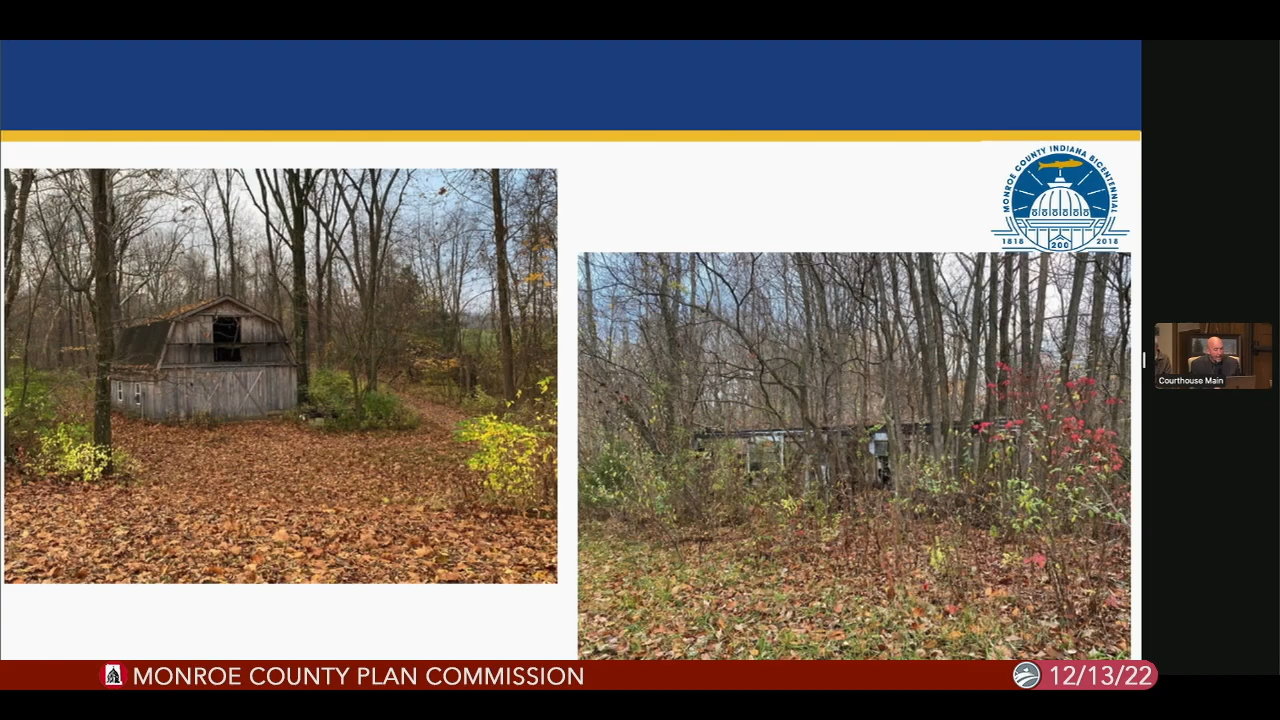 MONROE COUNTY INDIANA BICENTENNIAL
1818 200 2018
Courthouse Main
MONROE COUNTY PLAN COMMISSION
12/13/22